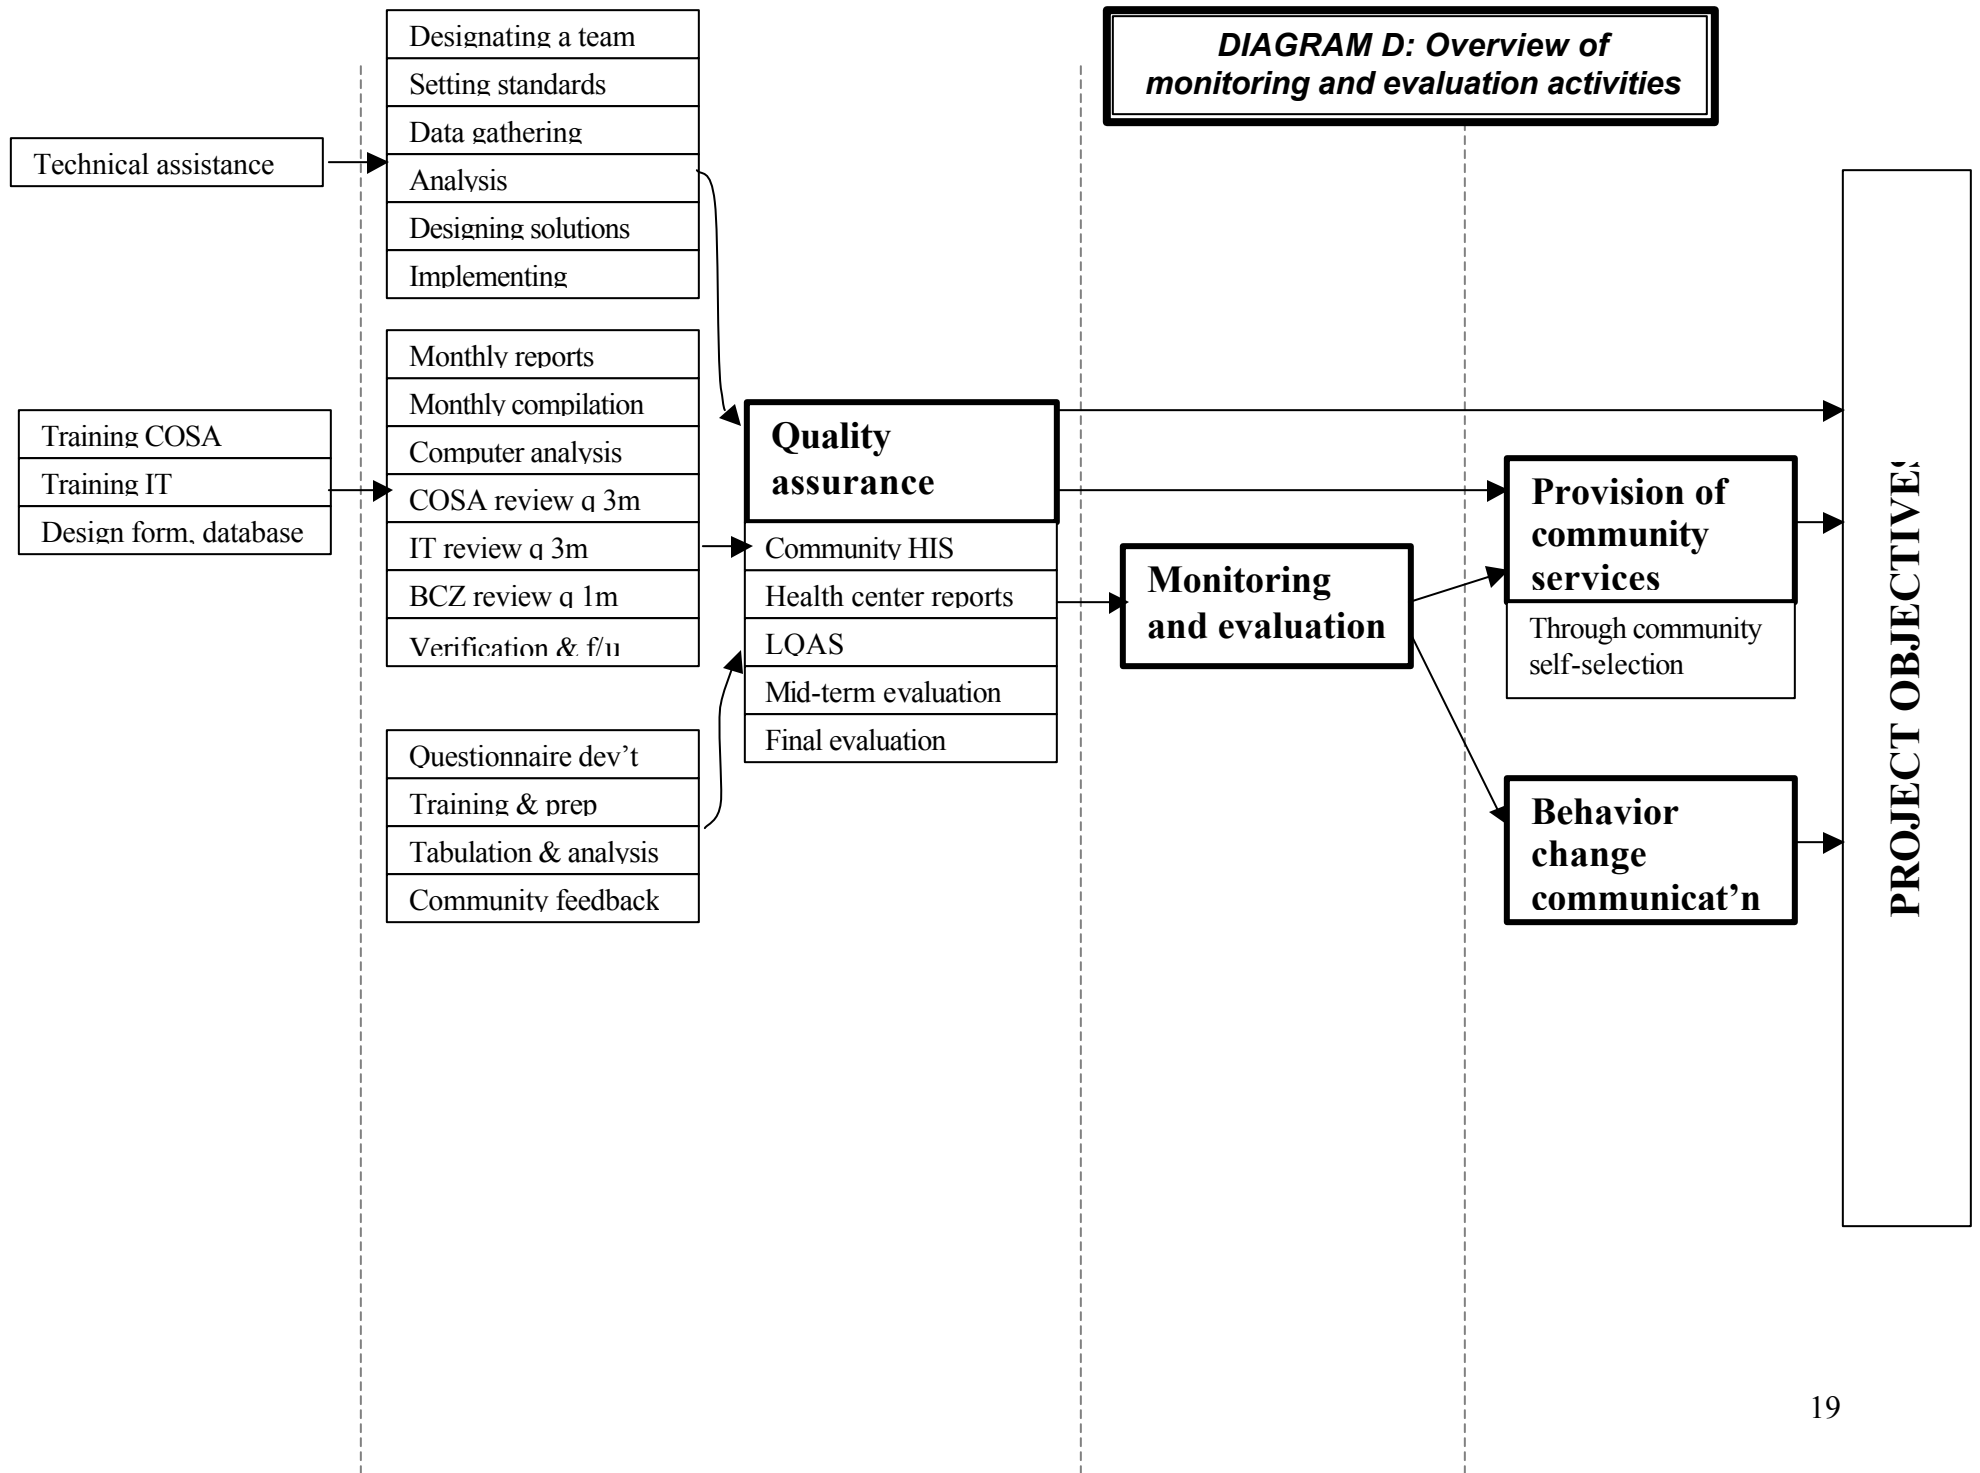 DIAGRAM D: Overview of
monitoring and evaluation activities
Technical assistance
Training COSA
Training IT
Design form, database
Designating a team
Setting standards
Data gathering
Analysis
Designing solutions
Implementing
Monthly reports
Monthly compilation
Computer analysis
COSA review q 3m
IT review q 3m
BCZ review q 1m
Verification & f/u
Questionnaire dev’t
Training & prep
Tabulation & analysis
Community feedback
Quality
assurance
Community HIS
Health center reports
LQAS
Mid-term evaluation
Final evaluation
Monitoring
and evaluation
Provision of
community
services
Through community
self-selection
Behavior
change
communicat’n
PROJECT OBJECTIVES
19